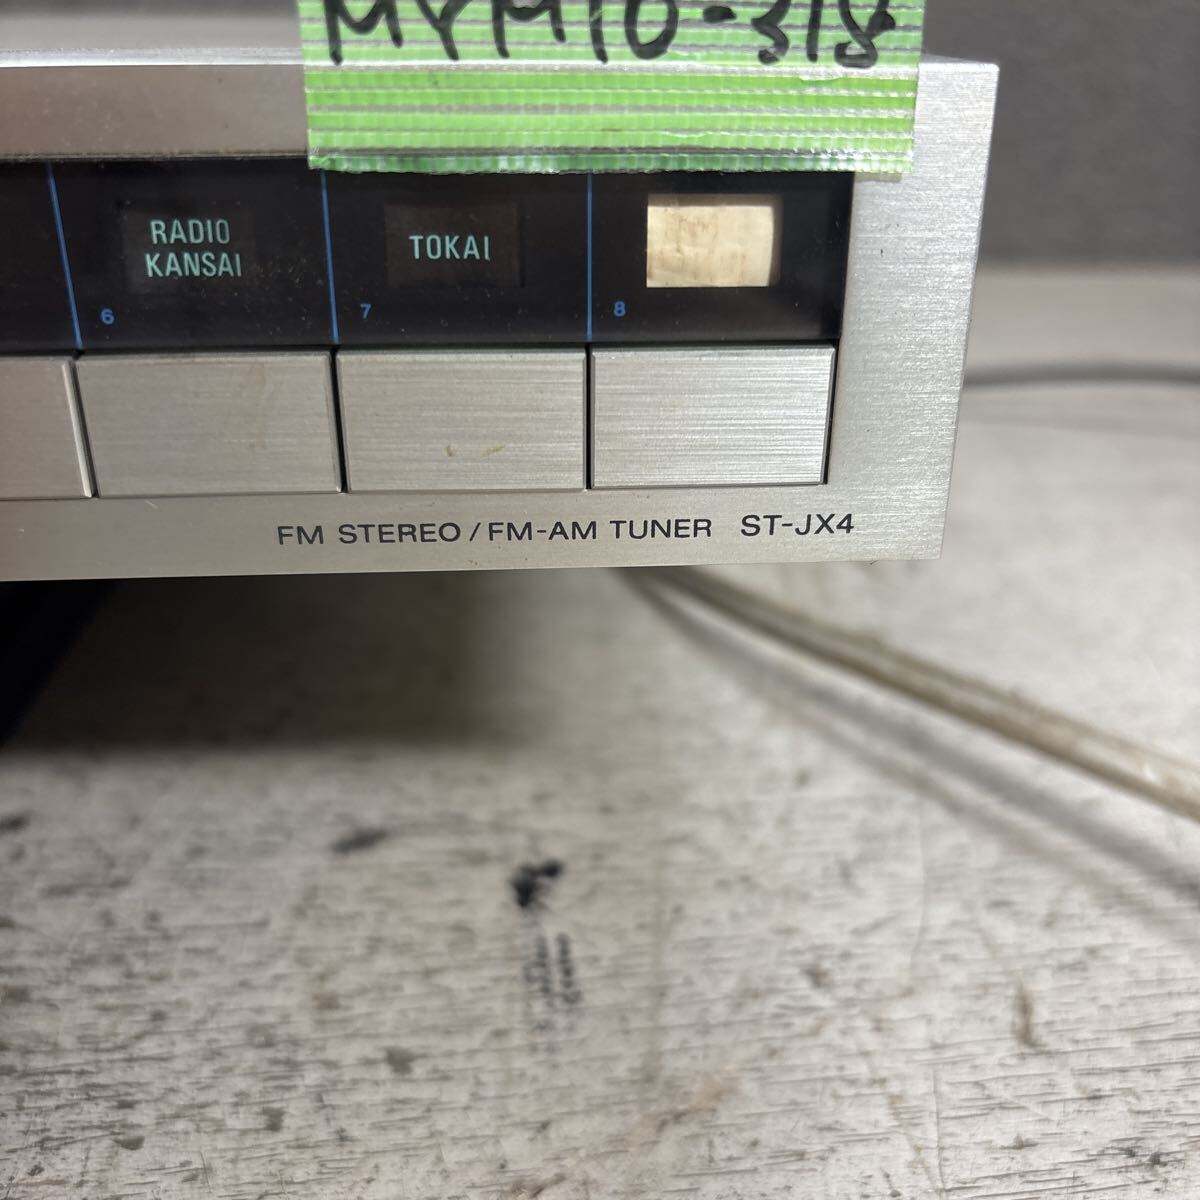 MYM10-318
RADIO
KANSAI
TOKAI
6
7
8
FM STEREO / FM-AM TUNER ST-JX4